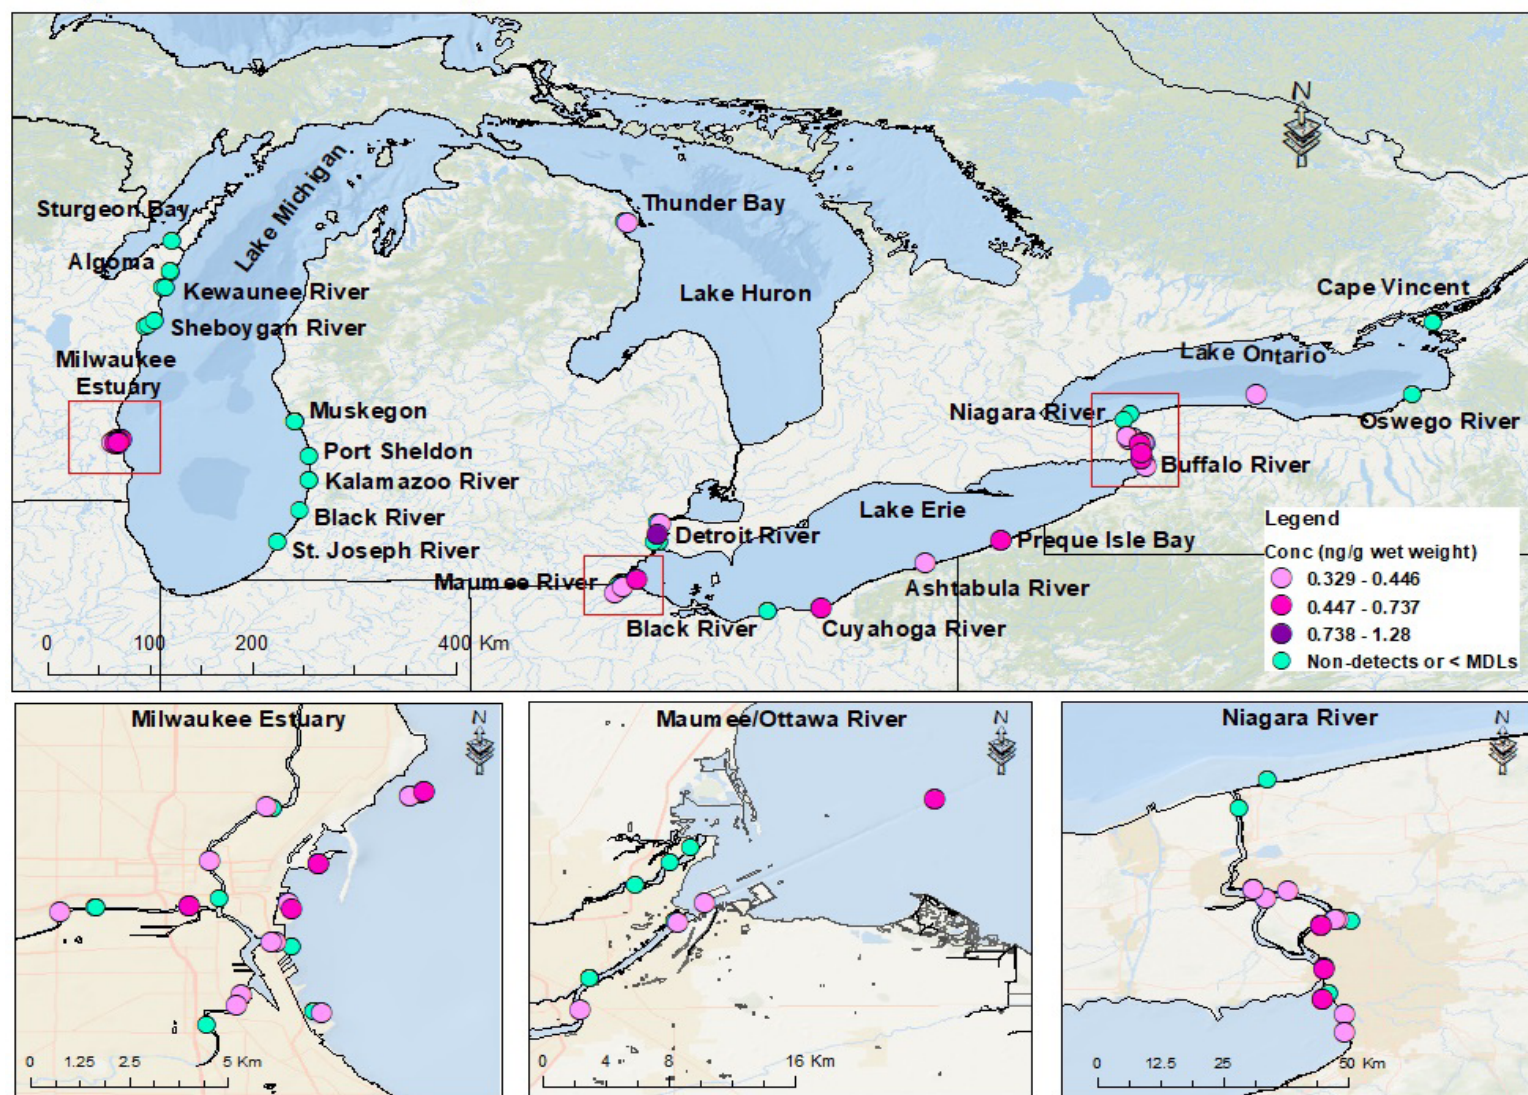 N
Sturgeon Bay
Lake Michigan
Thunder Bay
Algoma
Kewaunee River
Lake Huron
Cape Vincent
Sheboygan River
Milwaukee
Estuary
Lake Ontario
Muskegon
Niagara River
Oswego River
Port Sheldon
Buffalo River
Kalamazoo River
Black River
Lake Erie
St. Joseph River
Detroit River
Preque Isle Bay
Maumee River
Ashtabula River
Black River
Cuyahoga River
0 100 200 400 Km
Legend
Conc (ng/g wet weight)
0.329 - 0.446
0.447 - 0.737
0.738 - 1.28
Non-detects or < MDLs
Milwaukee Estuary
N
0 1.25 2.5 5 Km
Maumee/Ottawa River
N
0 4 8 16 Km
Niagara River
N
0 12.5 25 50 Km